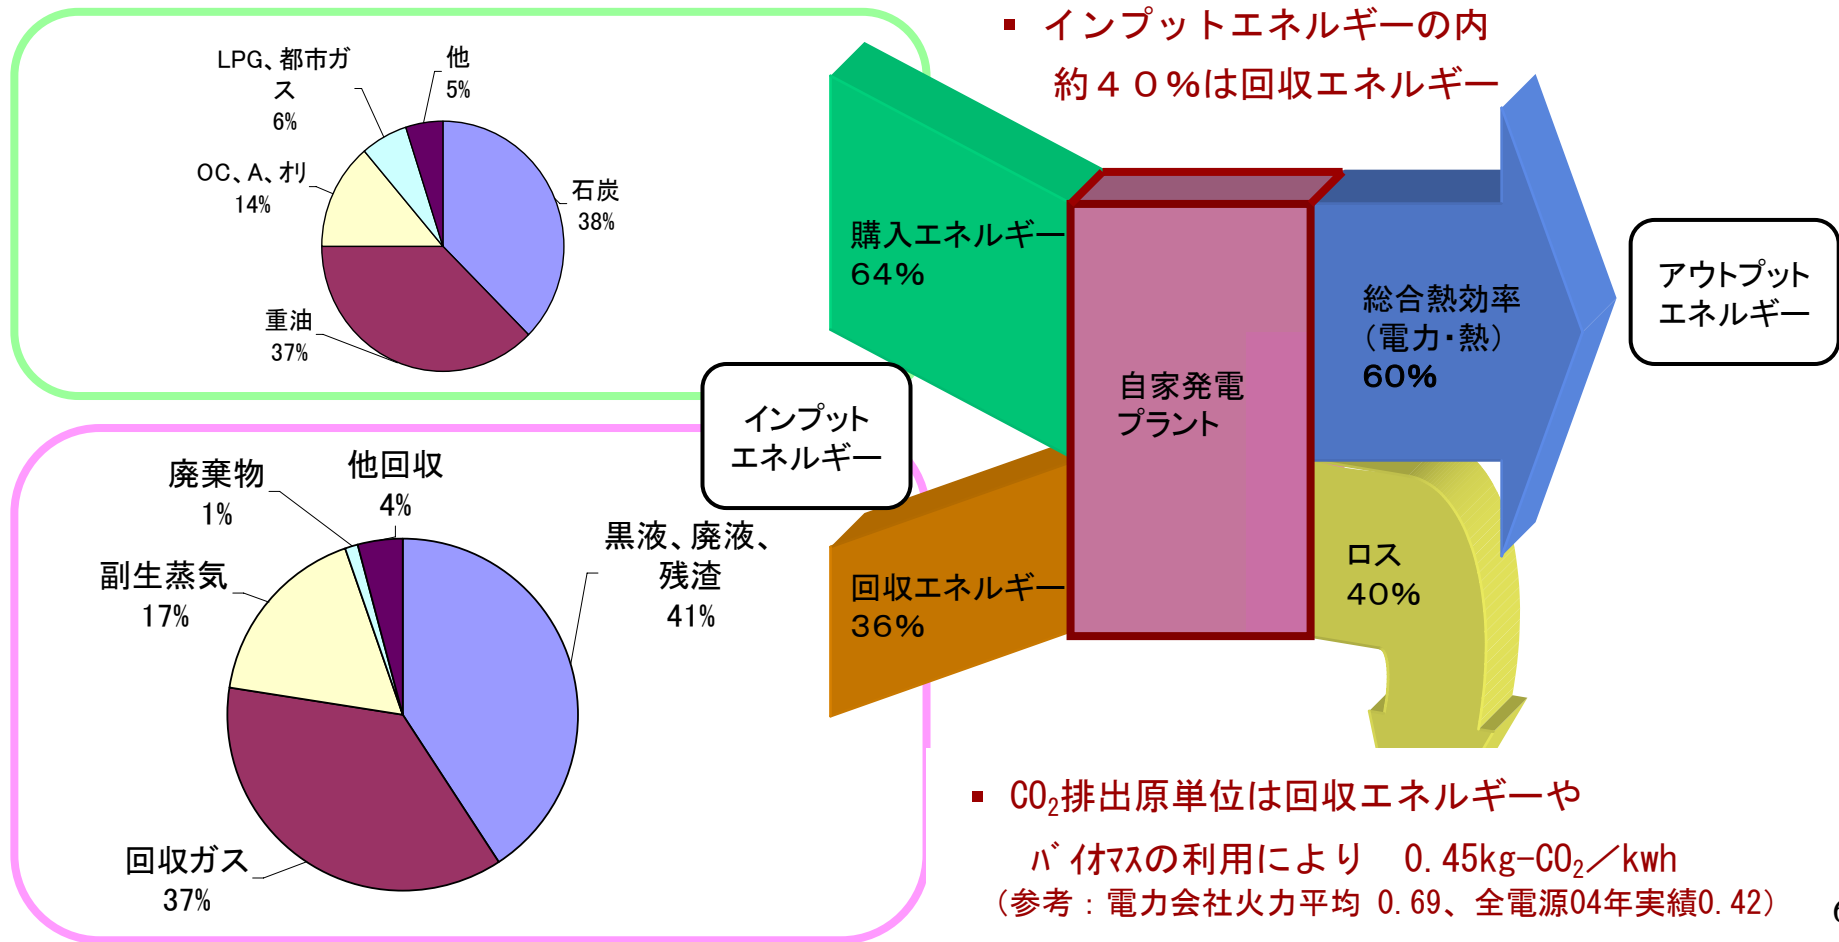 ▪ インプットエネルギーの内
約４０%は回収エネルギー
LPG、都市ガ
ス
6%
他
5%
OC、A、ｵﾘ
14%
石炭
38%
重油
37%
購入エネルギー
64%
総合熱効率
（電力・熱）
60%
アウトプット
エネルギー
自家発電
プラント
インプット
エネルギー
廃棄物
1%
他回収
4%
黒液、廃液、
残渣
41%
副生蒸気
17%
回収ガス
37%
回収エネルギー
36%
ロス
40%
▪ CO₂排出原単位は回収エネルギーや
ﾊﾞｲｵﾏｽの利用により 0.45kg-CO₂／kwh
（参考：電力会社火力平均 0.69、全電源04年実績0.42）